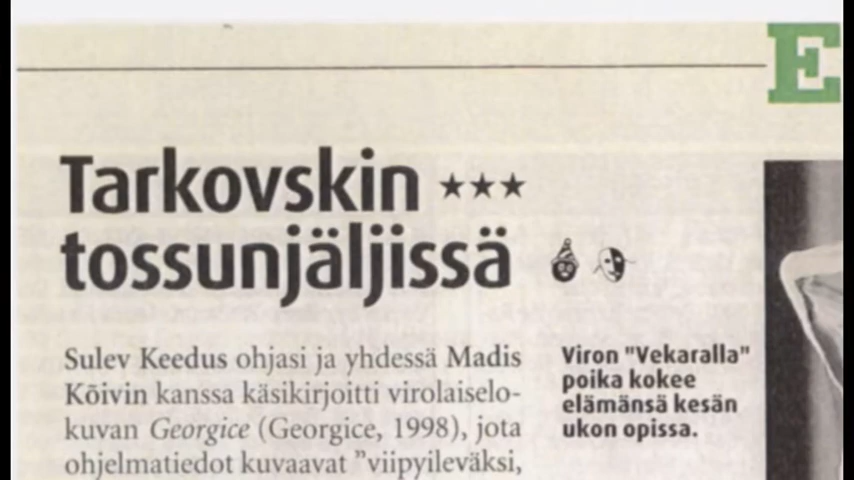 E
Tarkovskin ★★★
tossunjäljissä
Sulev Keedus ohjasi ja yhdessä Madis
Kõivin kanssa käsikirjoitti virolaiselo-
kuvan Georgice (Georgice, 1998), jota
ohjelmatiedot kuvaavat ”viipyileväksi,
Viron "Vekaralla"
poika kokee
elämänsä kesän
ukon opissa.